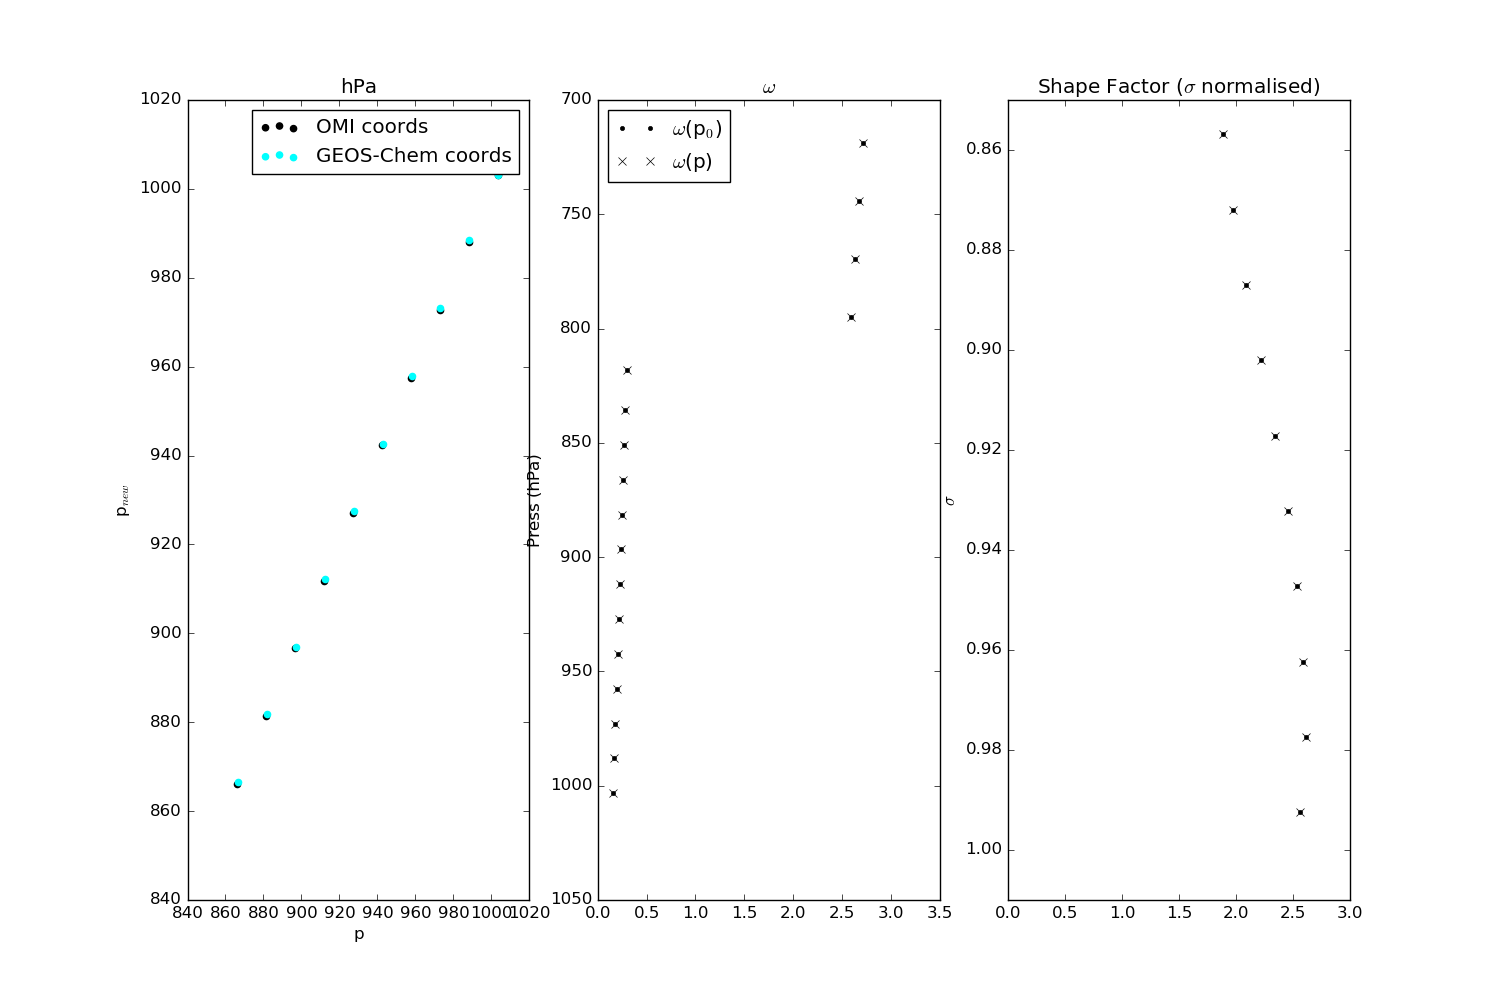 hPa
1020
1000
980
960
940
920
900
880
860
840
840 860 880 900 920 940 960 980 1000 1020
p
p_new
OMI coords
GEOS-Chem coords
ω
700
750
800
850
900
950
1000
1050
0.0 0.5 1.0 1.5 2.0 2.5 3.0 3.5
Press (hPa)
ω(p₀)
ω(p)
Shape Factor (σ normalised)
0.86
0.88
0.90
0.92
0.94
0.96
0.98
1.00
0.0 0.5 1.0 1.5 2.0 2.5 3.0
σ